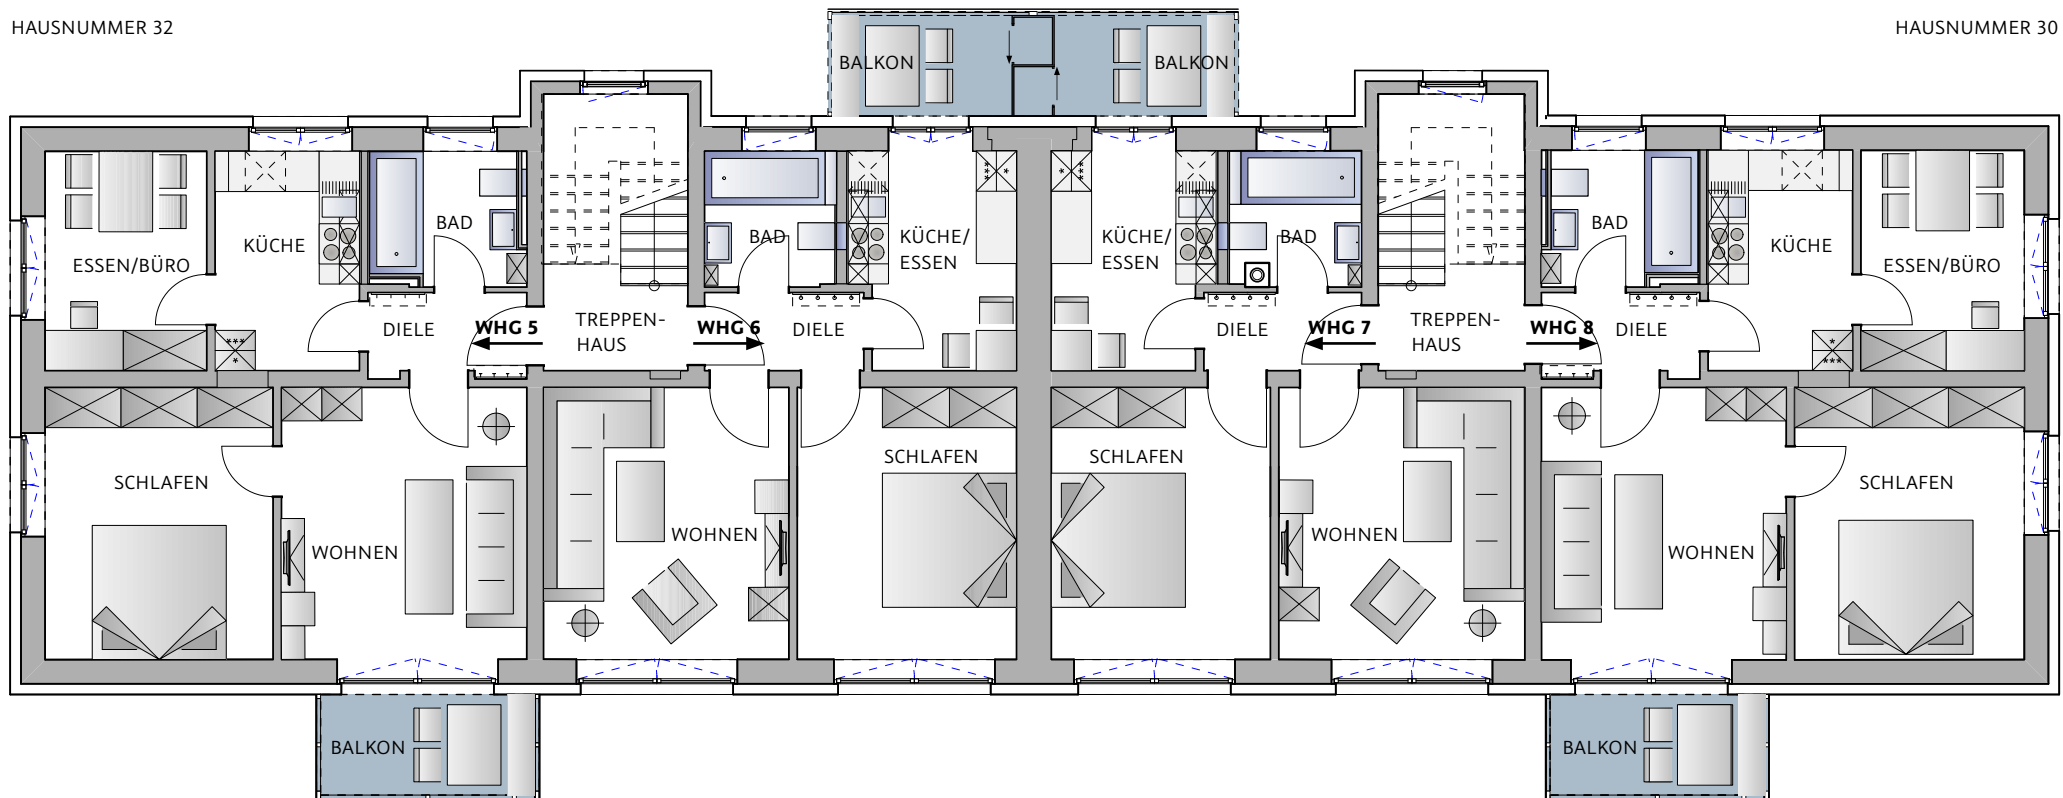 HAUSNUMMER 32
HAUSNUMMER 30
BALKON
BALKON
ESSEN/BÜRO
KÜCHE
BAD
BAD
KÜCHE/
ESSEN
KÜCHE/
ESSEN
BAD
BAD
KÜCHE
ESSEN/BÜRO
DIELE
WHG 5
TREPPEN-
HAUS
WHG 6
DIELE
DIELE
WHG 7
TREPPEN-
HAUS
WHG 8
DIELE
SCHLAFEN
WOHNEN
WOHNEN
SCHLAFEN
SCHLAFEN
WOHNEN
WOHNEN
SCHLAFEN
BALKON
BALKON